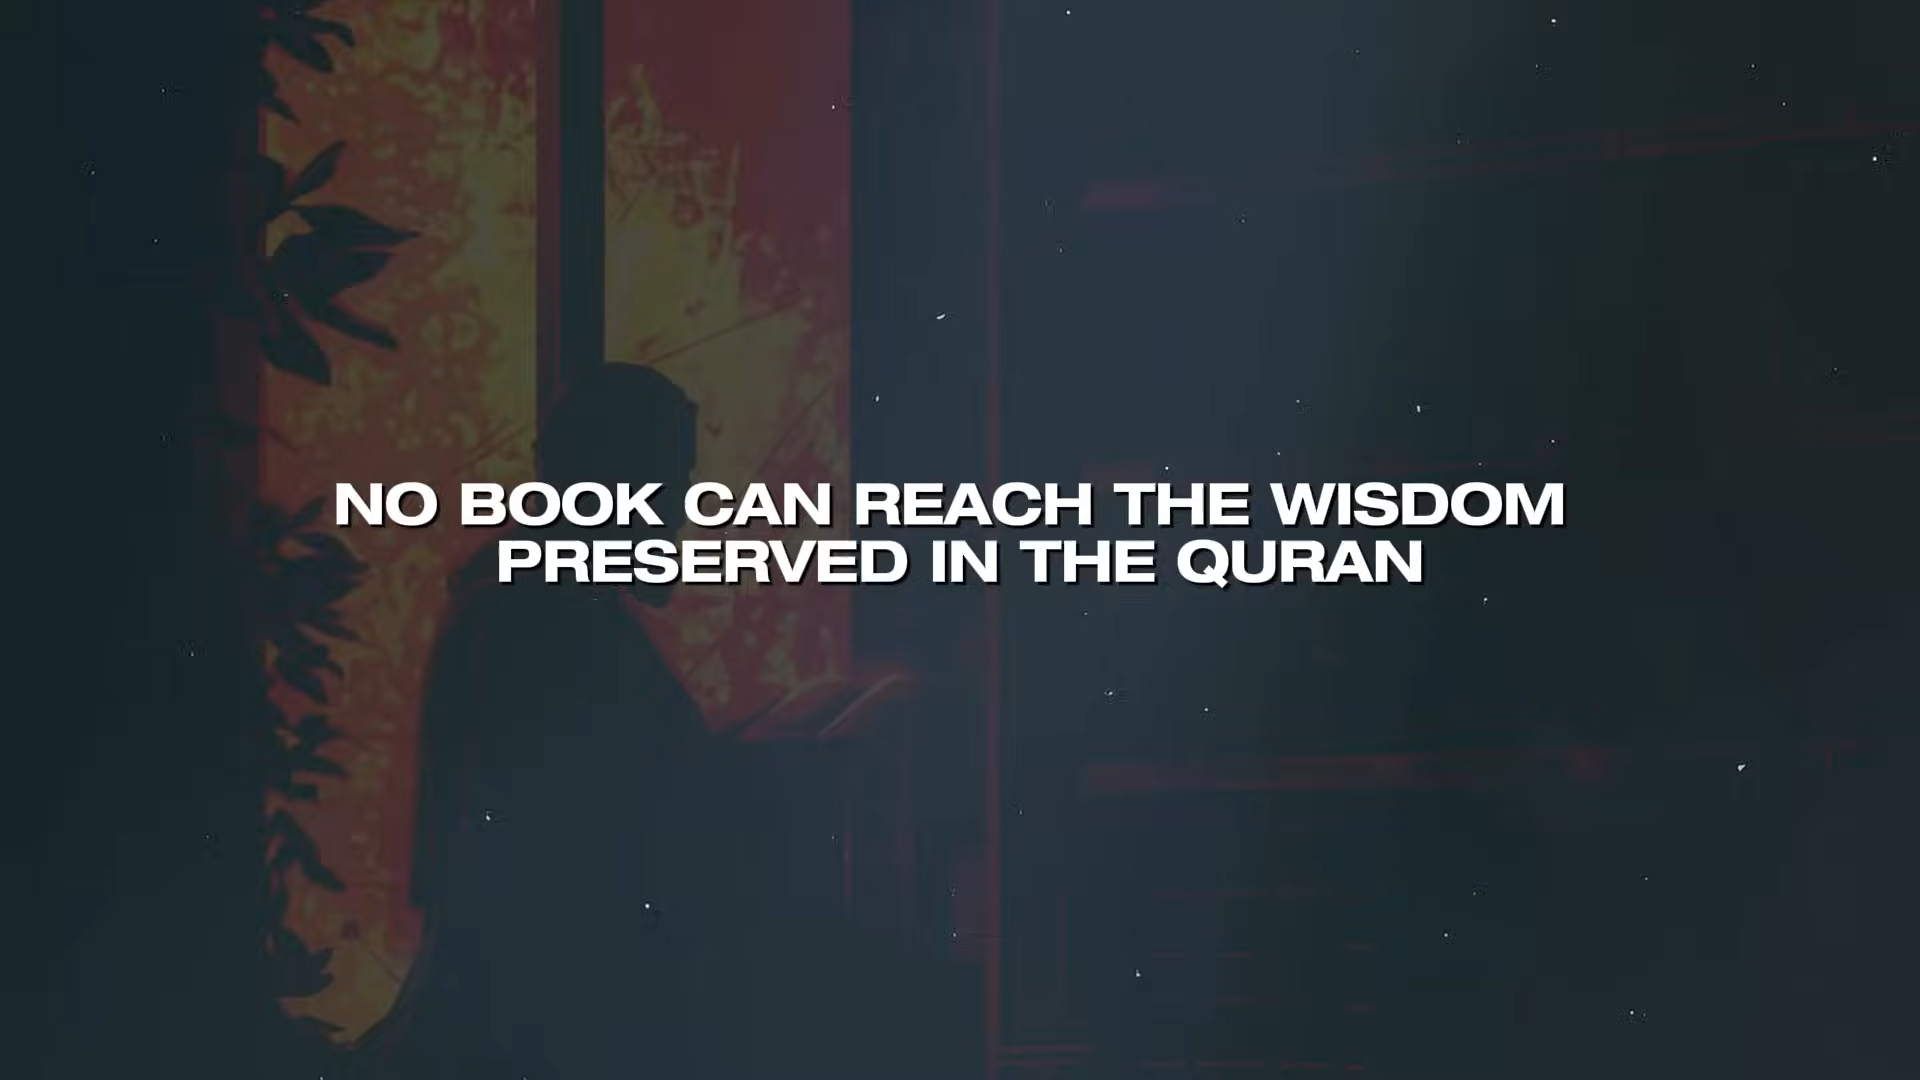 NO BOOK CAN REACH THE WISDOM
PRESERVED IN THE QURAN